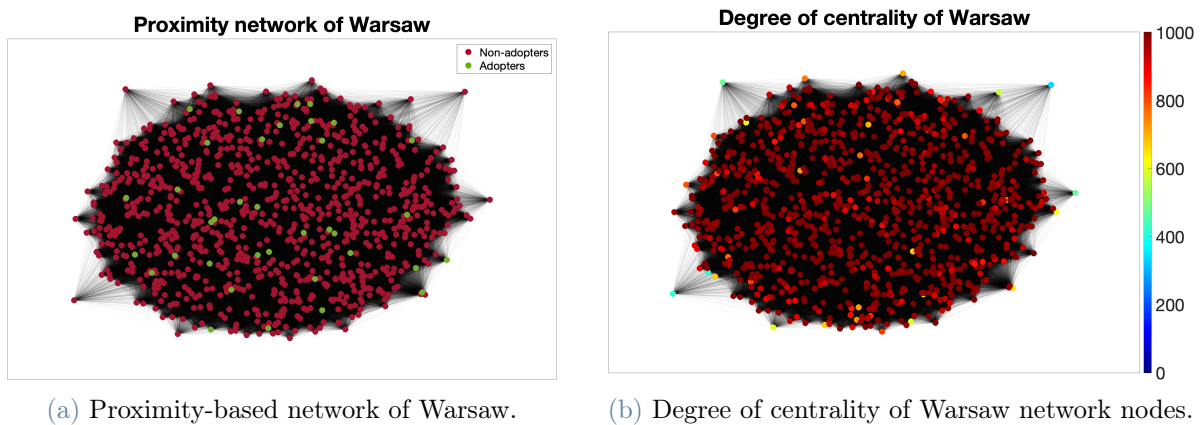 Proximity network of Warsaw
Non-adopters
Adopters
(a) Proximity-based network of Warsaw.
Degree of centrality of Warsaw
1000
800
600
400
200
0
(b) Degree of centrality of Warsaw network nodes.